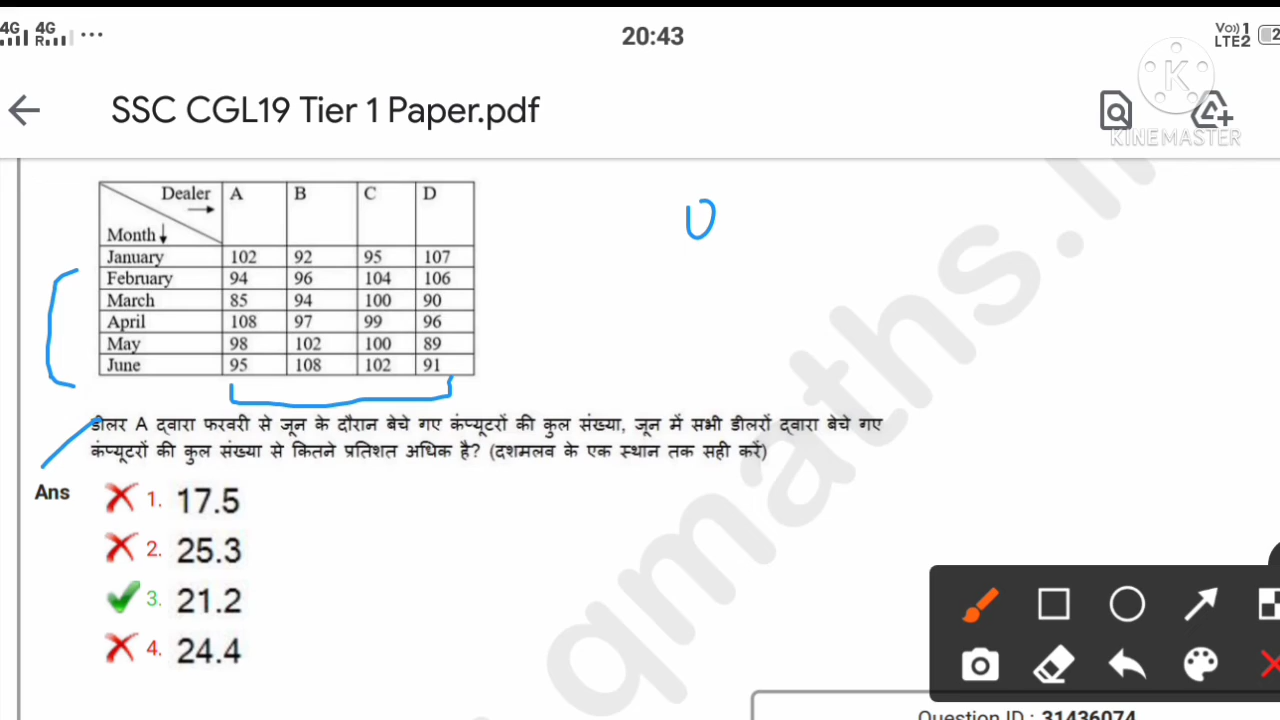 4G 4G
R
20:43
Vo)) 1
LTE2
2
SSC CGL19 Tier 1 Paper.pdf
K
KINEMASTER
Dealer A B C D
Month
January 102 92 95 107
February 94 96 104 106
March 85 94 100 90
April 108 97 99 96
May 98 102 100 89
June 95 108 102 91
डीलर A द्वारा फरवरी से जून के दौरान बेचे गए कंप्यूटरों की कुल संख्या, जून में सभी डीलरों द्वारा बेचे गए
कंप्यूटरों की कुल संख्या से कितने प्रतिशत अधिक है? (दशमलव के एक स्थान तक सही करें)
Ans
1. 17.5
2. 25.3
3. 21.2
4. 24.4
Question ID : 31436074